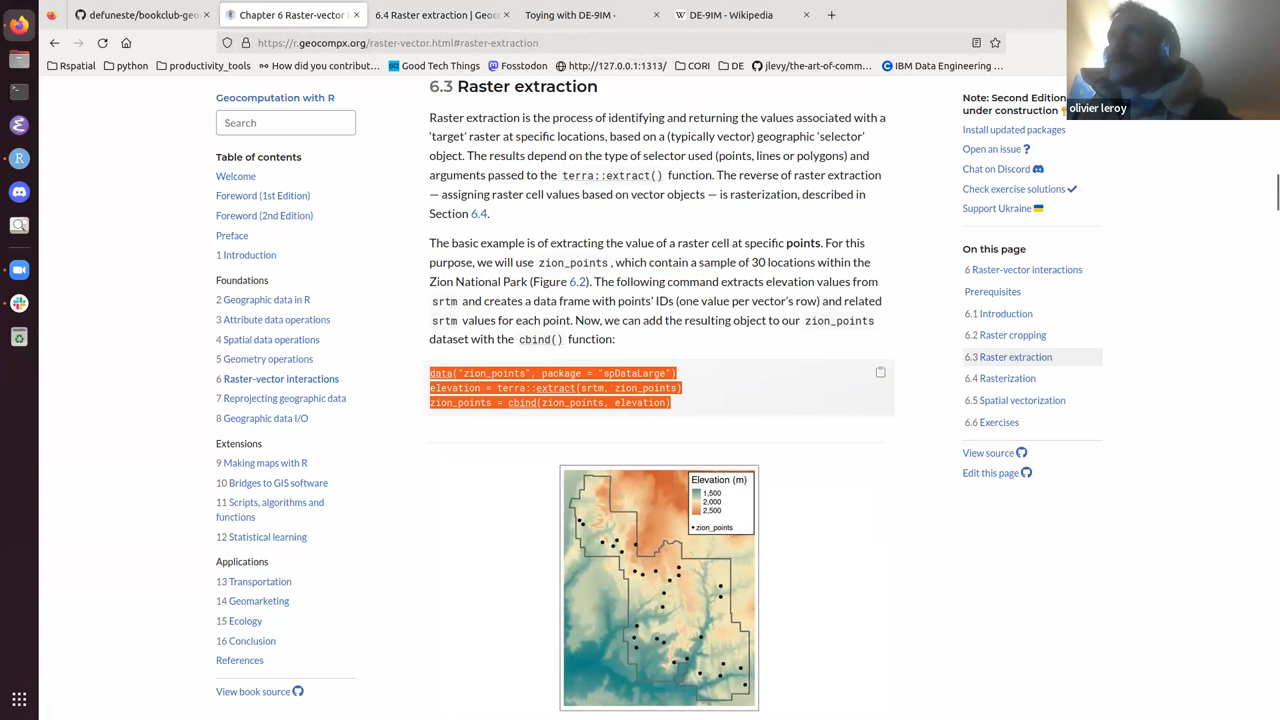 defuneste/bookclub-geo
Chapter 6 Raster-vector i
6.4 Raster extraction | Geoc
Toying with DE-9IM -
DE-9IM - Wikipedia
https://r.geocompx.org/raster-vector.html#raster-extraction
Rspatial
python
productivity_tools
How did you contribut...
Good Tech Things
Fosstodon
http://127.0.0.1:1313/
CORI
DE
jlevy/the-art-of-comm...
IBM Data Engineering ...
olivier leroy
Geocomputation with R
Search
Table of contents
Welcome
Foreword (1st Edition)
Foreword (2nd Edition)
Preface
1 Introduction
Foundations
2 Geographic data in R
3 Attribute data operations
4 Spatial data operations
5 Geometry operations
6 Raster-vector interactions
7 Reprojecting geographic data
8 Geographic data I/O
Extensions
9 Making maps with R
10 Bridges to GIS software
11 Scripts, algorithms and
functions
12 Statistical learning
Applications
13 Transportation
14 Geomarketing
15 Ecology
16 Conclusion
References
View book source
6.3 Raster extraction
Raster extraction is the process of identifying and returning the values associated with a
‘target’ raster at specific locations, based on a (typically vector) geographic ‘selector’
object. The results depend on the type of selector used (points, lines or polygons) and
arguments passed to the terra::extract() function. The reverse of raster extraction
— assigning raster cell values based on vector objects — is rasterization, described in
Section 6.4.
The basic example is of extracting the value of a raster cell at specific points. For this
purpose, we will use zion_points, which contain a sample of 30 locations within the
Zion National Park (Figure 6.2). The following command extracts elevation values from
srtm and creates a data frame with points’ IDs (one value per vector’s row) and related
srtm values for each point. Now, we can add the resulting object to our zion_points
dataset with the cbind() function:
data("zion_points", package = "spDataLarge")
elevation = terra::extract(srtm, zion_points)
zion_points = cbind(zion_points, elevation)
Elevation (m)
1,500
2,000
2,500
zion_points
Note: Second Edition
under construction
Install updated packages
Open an issue ?
Chat on Discord
Check exercise solutions
Support Ukraine
On this page
6 Raster-vector interactions
Prerequisites
6.1 Introduction
6.2 Raster cropping
6.3 Raster extraction
6.4 Rasterization
6.5 Spatial vectorization
6.6 Exercises
View source
Edit this page